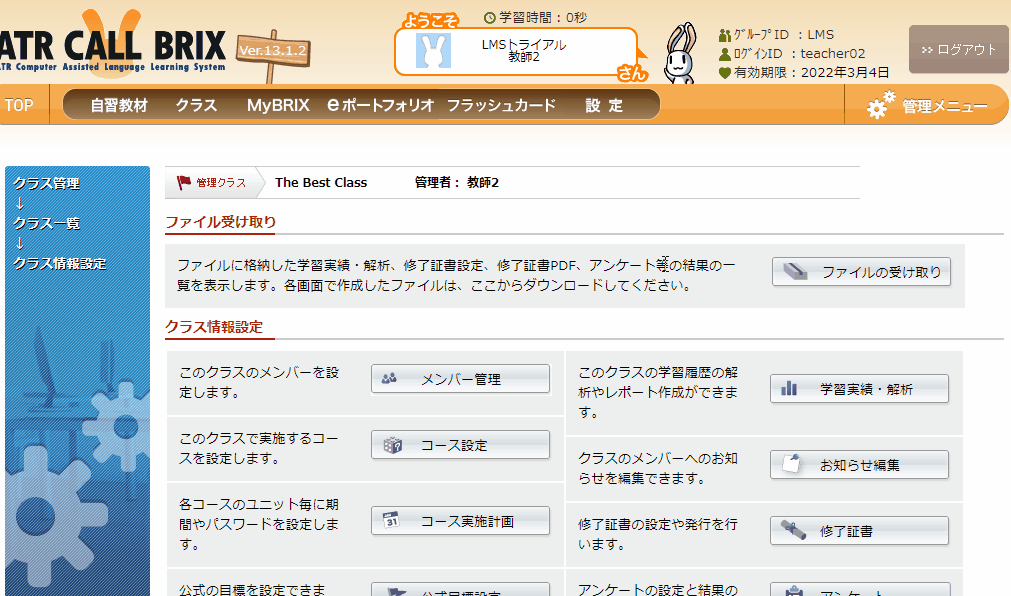 ATR CALL BRIX
ATR Computer Assisted Language Learning System
Ver.13.1.2
ようこそ
学習時間：0秒
LMSトライアル
教師2
さん
グループID ：LMS
ログインID ：teacher02
有効期限：2022年3月4日
›› ログアウト
TOP
自習教材 クラス MyBRIX eポートフォリオ フラッシュカード 設 定
管理メニュー
クラス管理
↓
クラス一覧
↓
クラス情報設定
管理クラス The Best Class 管理者： 教師2
ファイル受け取り
ファイルに格納した学習実績・解析、修了証書設定、修了証書PDF、アンケート等の結果の一
覧を表示します。各画面で作成したファイルは、ここからダウンロードしてください。
ファイルの受け取り
クラス情報設定
このクラスのメンバーを設
定します。
メンバー管理
このクラスの学習履歴の解
析やレポート作成ができま
す。
学習実績・解析
このクラスで実施するコー
スを設定します。
コース設定
クラスのメンバーへのお知
らせを編集できます。
お知らせ編集
各コースのユニット毎に期
間やパスワードを設定しま
す。
31
コース実施計画
修了証書の設定や発行を行
います。
修了証書
公式の目標を設定できま
公式目標設定
アンケートの設定と結果の
アンケート